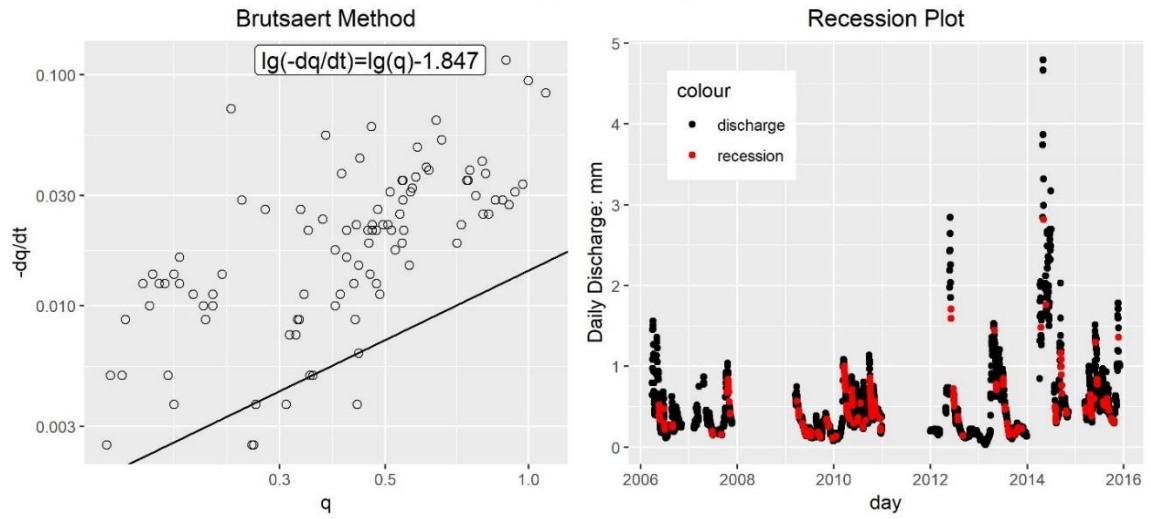 Brutsaert Method
lg(-dq/dt)=lg(q)-1.847
0.100
0.030
0.010
0.003
-dq/dt
0.3
0.5
1.0
q
Recession Plot
colour
discharge
recession
5
4
3
2
1
0
Daily Discharge: mm
2006
2008
2010
2012
2014
2016
day